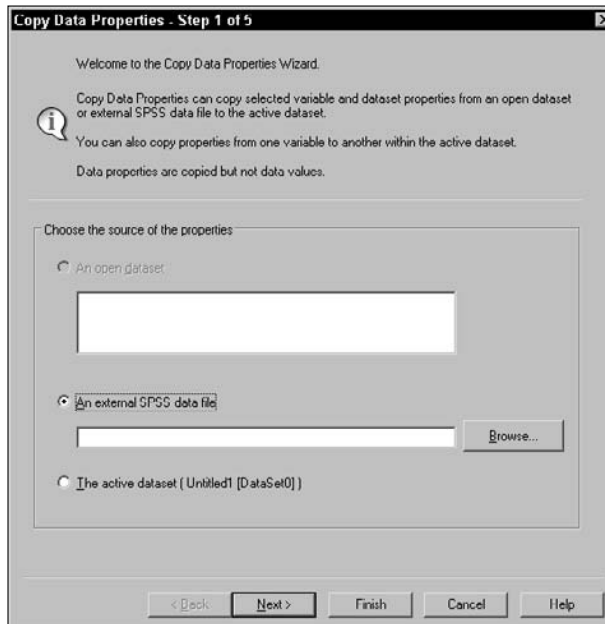 Copy Data Properties - Step 1 of 5
Welcome to the Copy Data Properties Wizard.
Copy Data Properties can copy selected variable and dataset properties from an open dataset
or external SPSS data file to the active dataset.
You can also copy properties from one variable to another within the active dataset.
Data properties are copied but not data values.
Choose the source of the properties
An open dataset
An external SPSS data file
Browse...
The active dataset ( Untitled1 [DataSet0] )
< Back Next > Finish Cancel Help